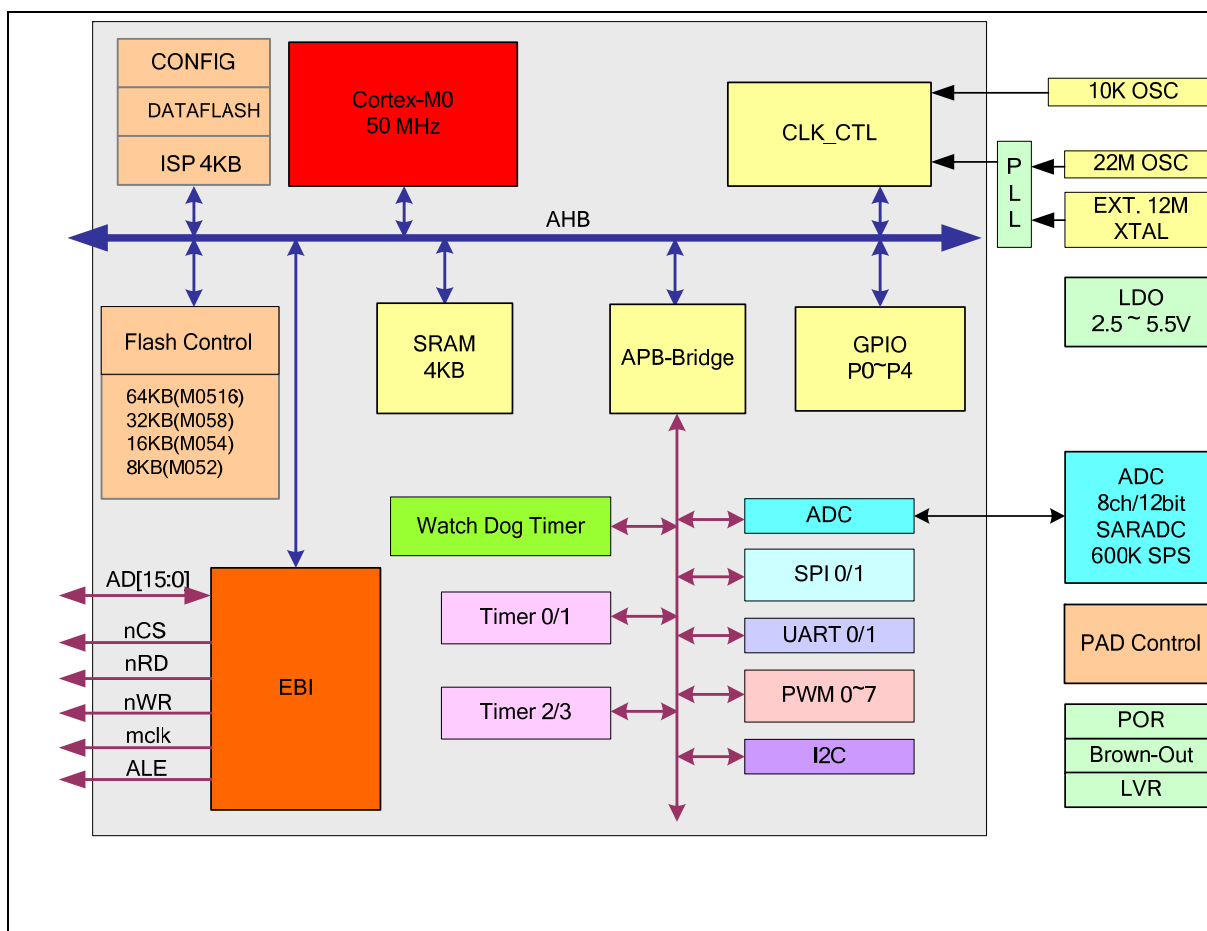 CONFIG
DATAFLASH
ISP 4KB
Cortex-M0
50 MHz
CLK_CTL
10K OSC
PLL
22M OSC
EXT. 12M
XTAL
AHB
LDO
2.5 ~ 5.5V
Flash Control
64KB(M0516)
32KB(M058)
16KB(M054)
8KB(M052)
SRAM
4KB
APB-Bridge
GPIO
P0~P4
ADC
8ch/12bit
SARADC
600K SPS
Watch Dog Timer
ADC
SPI 0/1
Timer 0/1
UART 0/1
PWM 0~7
Timer 2/3
I2C
AD[15:0]
nCS
nRD
nWR
mclk
ALE
EBI
PAD Control
POR
Brown-Out
LVR